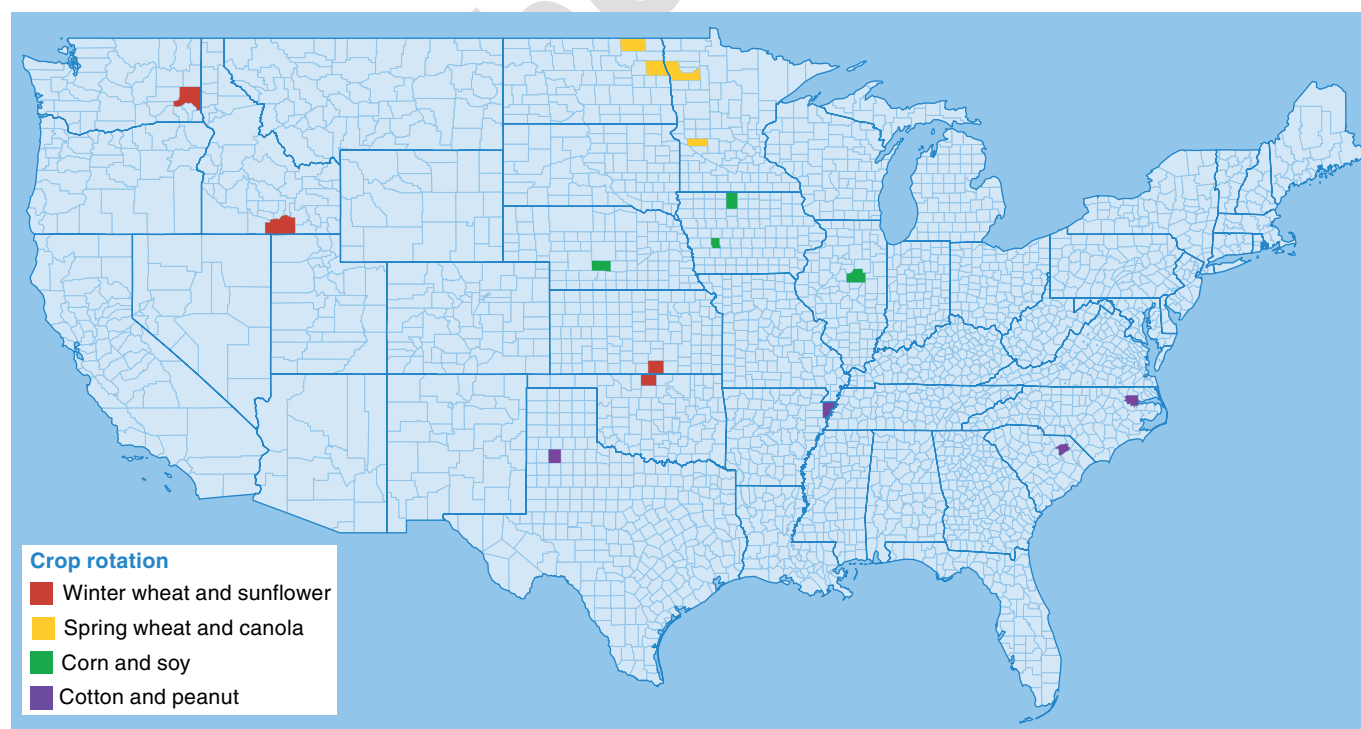 Crop rotation
Winter wheat and sunflower
Spring wheat and canola
Corn and soy
Cotton and peanut